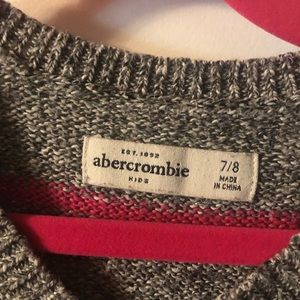 EST. 1892
abercrombie
KIDS
7/8
MADE
IN CHINA